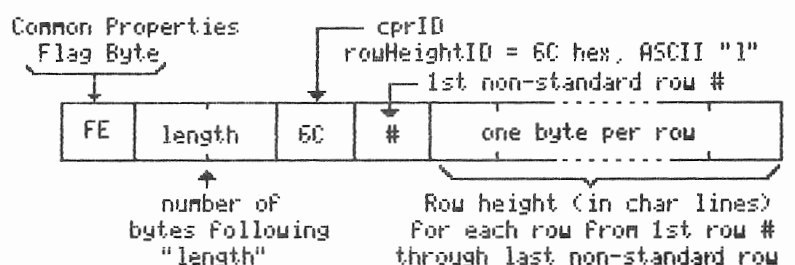 Common Properties
Flag Byte
cprID
rowHeightID = 6C hex, ASCII "l"
1st non-standard row #
FE
length
6C
#
one byte per row
number of
bytes following
"length"
Row height (in char lines)
for each row from 1st row #
through last non-standard row